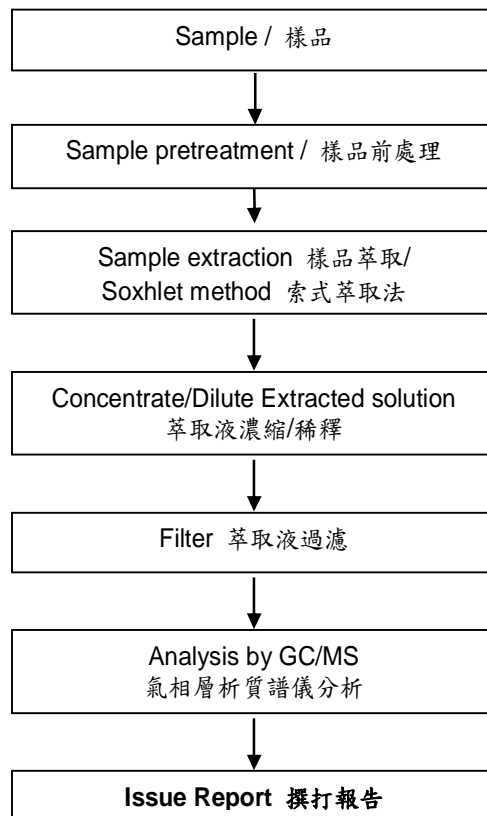 Sample / 樣品
Sample pretreatment / 樣品前處理
Sample extraction 樣品萃取/
Soxhlet method 索式萃取法
Concentrate/Dilute Extracted solution
萃取液濃縮/稀釋
Filter 萃取液過濾
Analysis by GC/MS
氣相層析質譜儀分析
Issue Report 撰打報告